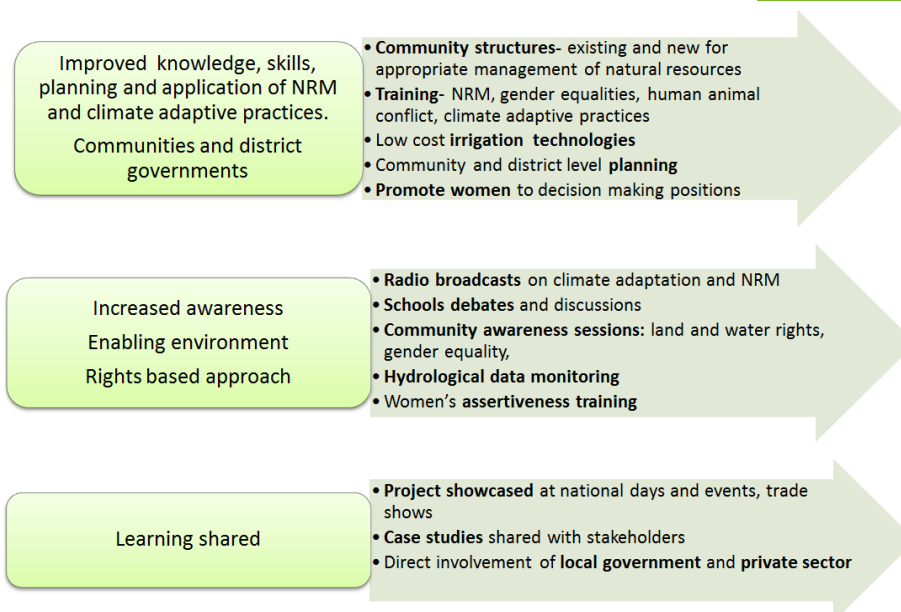 Improved knowledge, skills,
planning and application of NRM
and climate adaptive practices.
Communities and district
governments
• Community structures- existing and new for
appropriate management of natural resources
• Training- NRM, gender equalities, human animal
conflict, climate adaptive practices
• Low cost irrigation technologies
• Community and district level planning
• Promote women to decision making positions
Increased awareness
Enabling environment
Rights based approach
• Radio broadcasts on climate adaptation and NRM
• Schools debates and discussions
• Community awareness sessions: land and water rights,
gender equality,
• Hydrological data monitoring
• Women's assertiveness training
Learning shared
• Project showcased at national days and events, trade
shows
• Case studies shared with stakeholders
• Direct involvement of local government and private sector